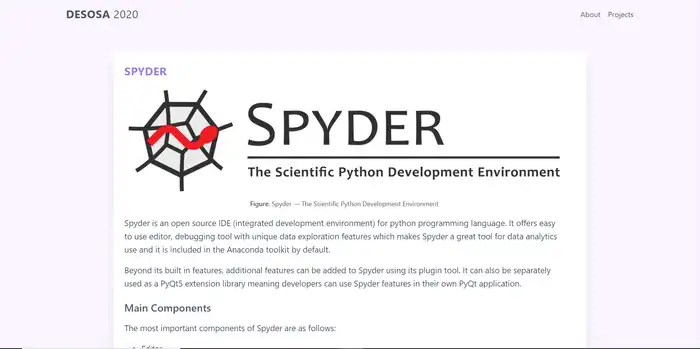 DESOSA 2020
About Projects
SPYDER
SPYDER
The Scientific Python Development Environment
Figure: Spyder — The Scientific Python Development Environment
Spyder is an open source IDE (integrated development environment) for python programming language. It offers easy
to use editor, debugging tool with unique data exploration features which makes Spyder a great tool for data analytics
use and it is included in the Anaconda toolkit by default.
Beyond its built in features, additional features can be added to Spyder using its plugin tool. It can also be separately
used as a PyQt5 extension library meaning developers can use Spyder features in their own PyQt application.
Main Components
The most important components of Spyder are as follows: